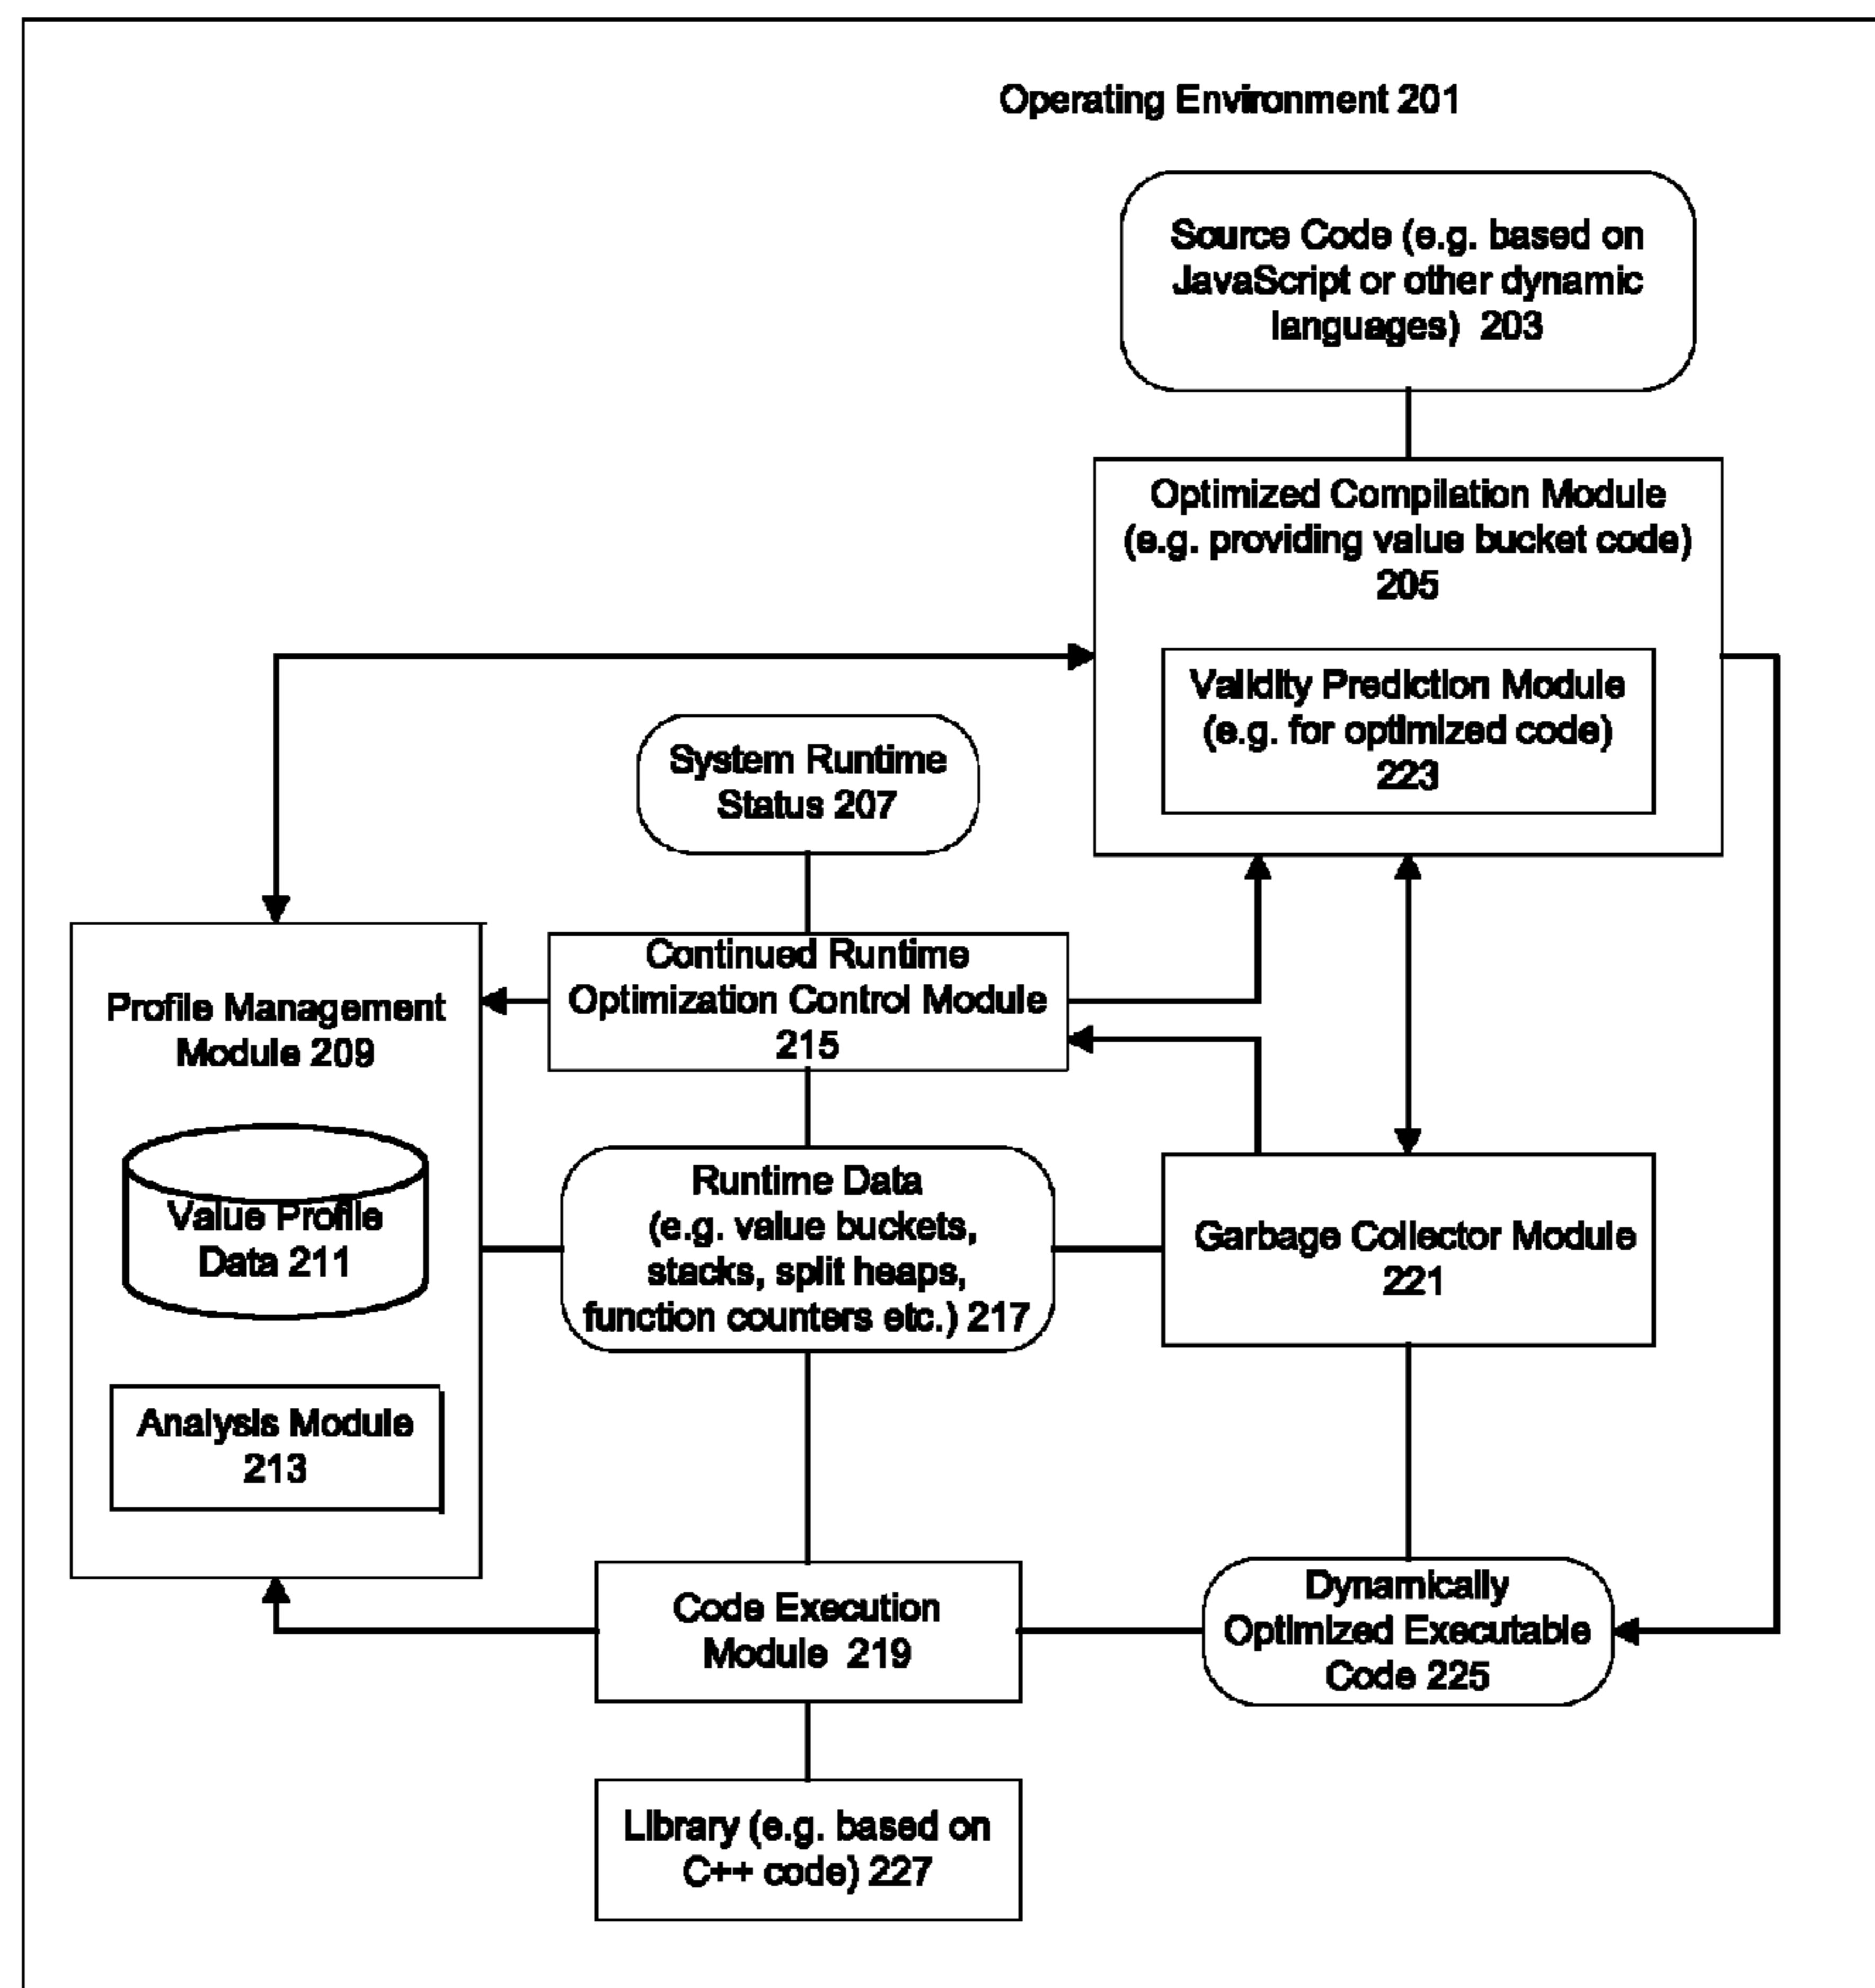 Operating Environment 201
Source Code (e.g. based on
JavaScript or other dynamic
languages) 203
Optimized Compilation Module
(e.g. providing value bucket code)
205
Validity Prediction Module
(e.g. for optimized code)
223
System Runtime
Status 207
Continued Runtime
Optimization Control Module
215
Profile Management
Module 209
Value Profile
Data 211
Analysis Module
213
Runtime Data
(e.g. value buckets,
stacks, split heaps,
function counters etc.) 217
Garbage Collector Module
221
Code Execution
Module 219
Dynamically
Optimized Executable
Code 225
Library (e.g. based on
C++ code) 227